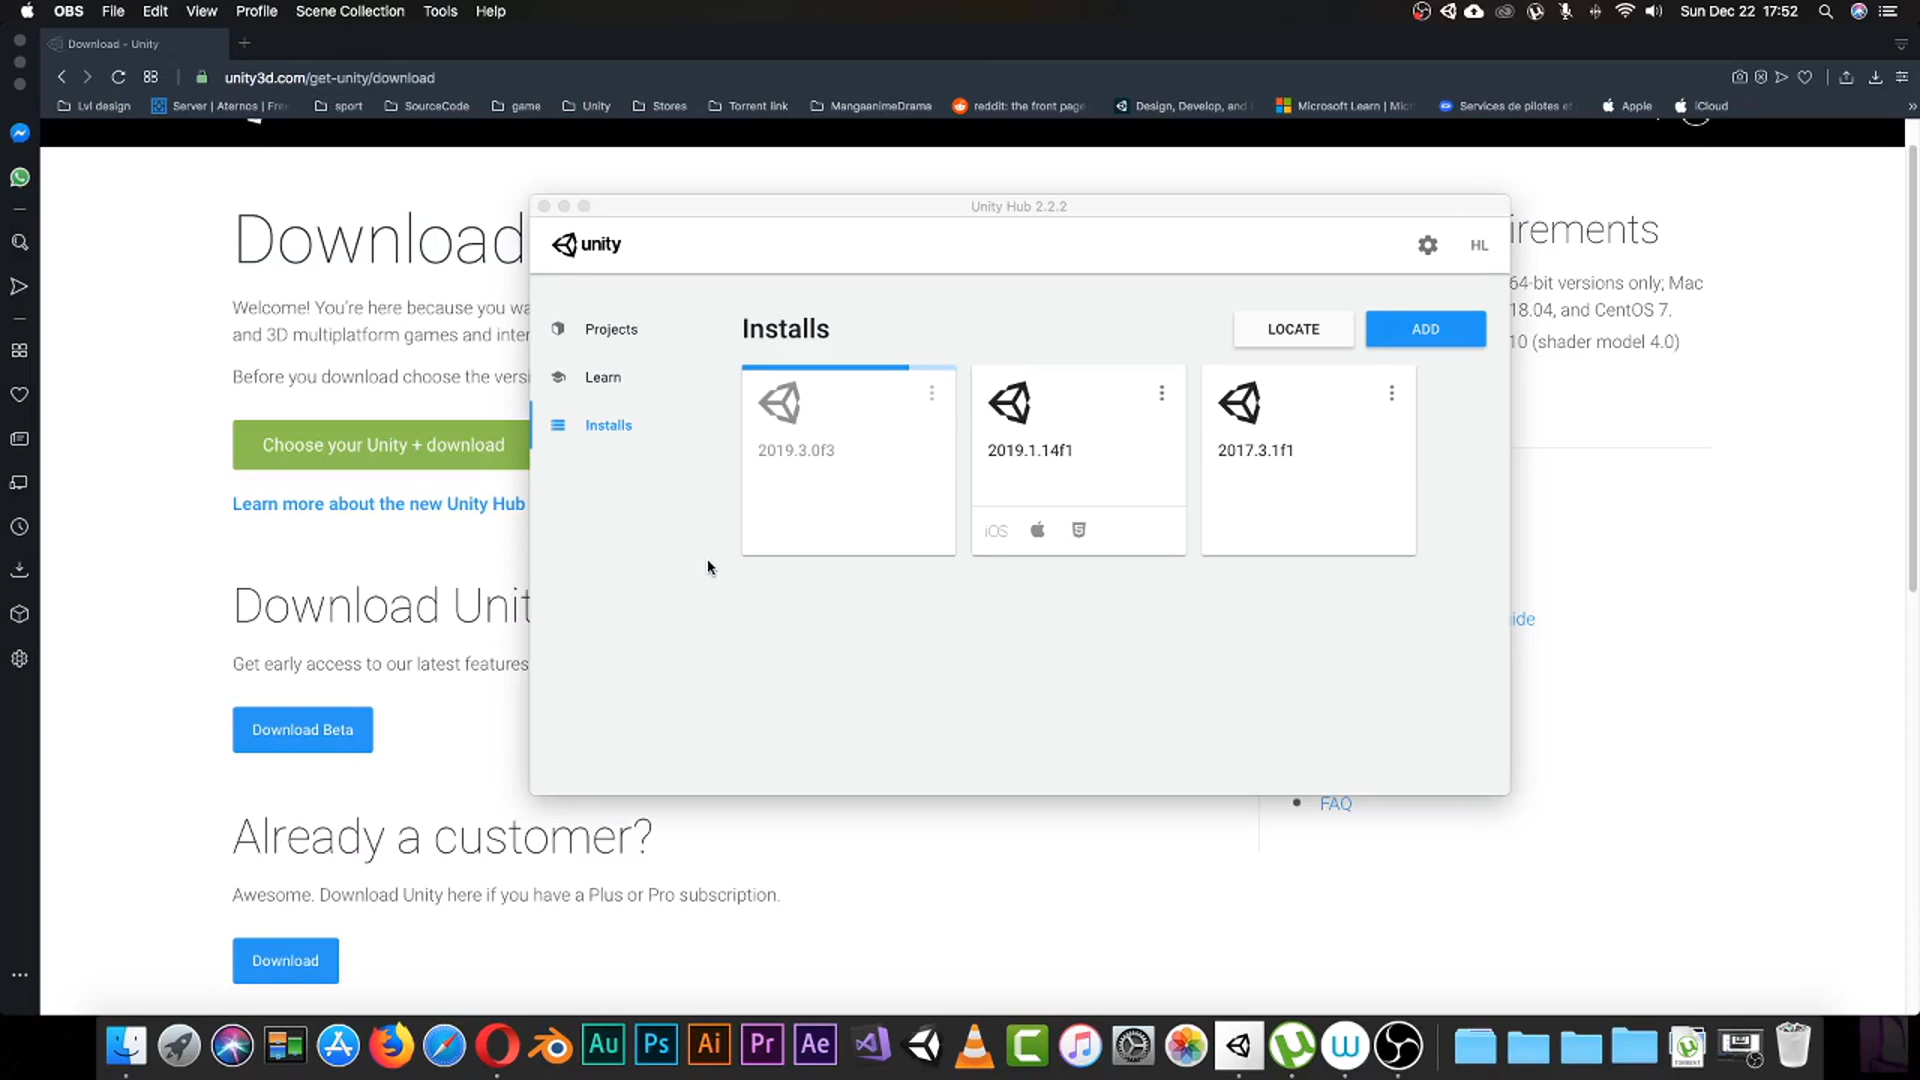 OBS File Edit View Profile Scene Collection Tools Help
Sun Dec 22 17:52
Download - Unity
unity3d.com/get-unity/download
Lvl design
Server | Aternos | Fre
sport
SourceCode
game
Unity
Stores
Torrent link
MangaanimeDrama
reddit: the front page
Design, Develop, and
Microsoft Learn | Mic
Services de pilotes et
Apple
iCloud
Download
Welcome! You're here because you wa
and 3D multiplatform games and inter
Before you download choose the versi
Choose your Unity + download
Learn more about the new Unity Hub
Download Unit
Get early access to our latest features
Download Beta
Already a customer?
Awesome. Download Unity here if you have a Plus or Pro subscription.
Download
irements
64-bit versions only; Mac
18.04, and CentOS 7.
10 (shader model 4.0)
ide
FAQ
Unity Hub 2.2.2
unity
HL
Projects
Learn
Installs
Installs
LOCATE
ADD
2019.3.0f3
2019.1.14f1
iOS
2017.3.1f1
Au
Ps
Ai
Pr
Ae